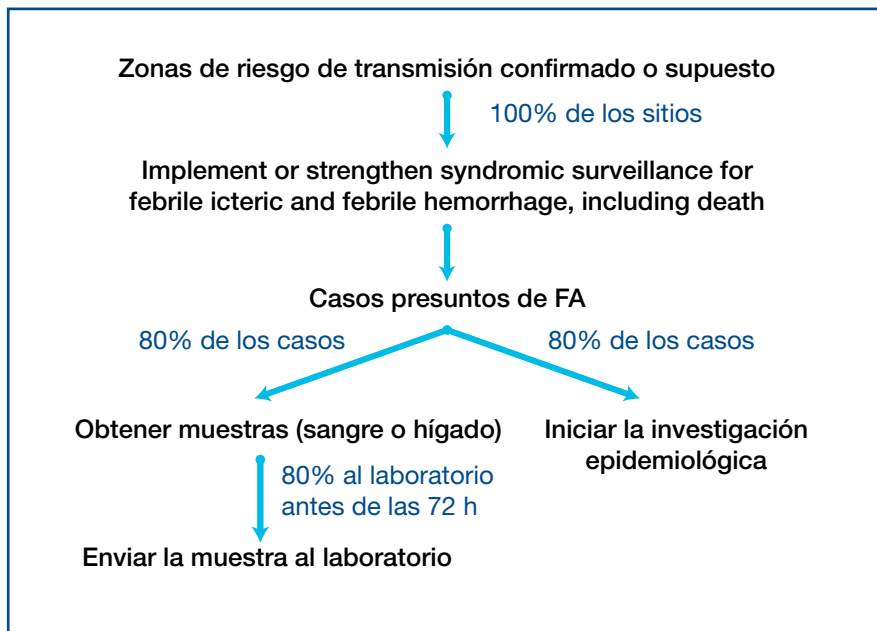 Zonas de riesgo de transmisión confirmado o supuesto
100% de los sitios
Implement or strengthen syndromic surveillance for
febrile icteric and febrile hemorrhage, including death
Casos presuntos de FA
80% de los casos
80% de los casos
Obtener muestras (sangre o hígado)
Iniciar la investigación
epidemiológica
80% al laboratorio
antes de las 72 h
Enviar la muestra al laboratorio